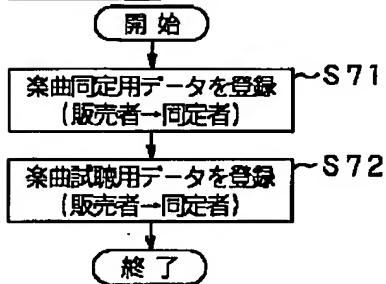 開 始
楽曲同定用データを登録
(販売者→同定者)
~S71
楽曲試聴用データを登録
(販売者→同定者)
~S72
終 了